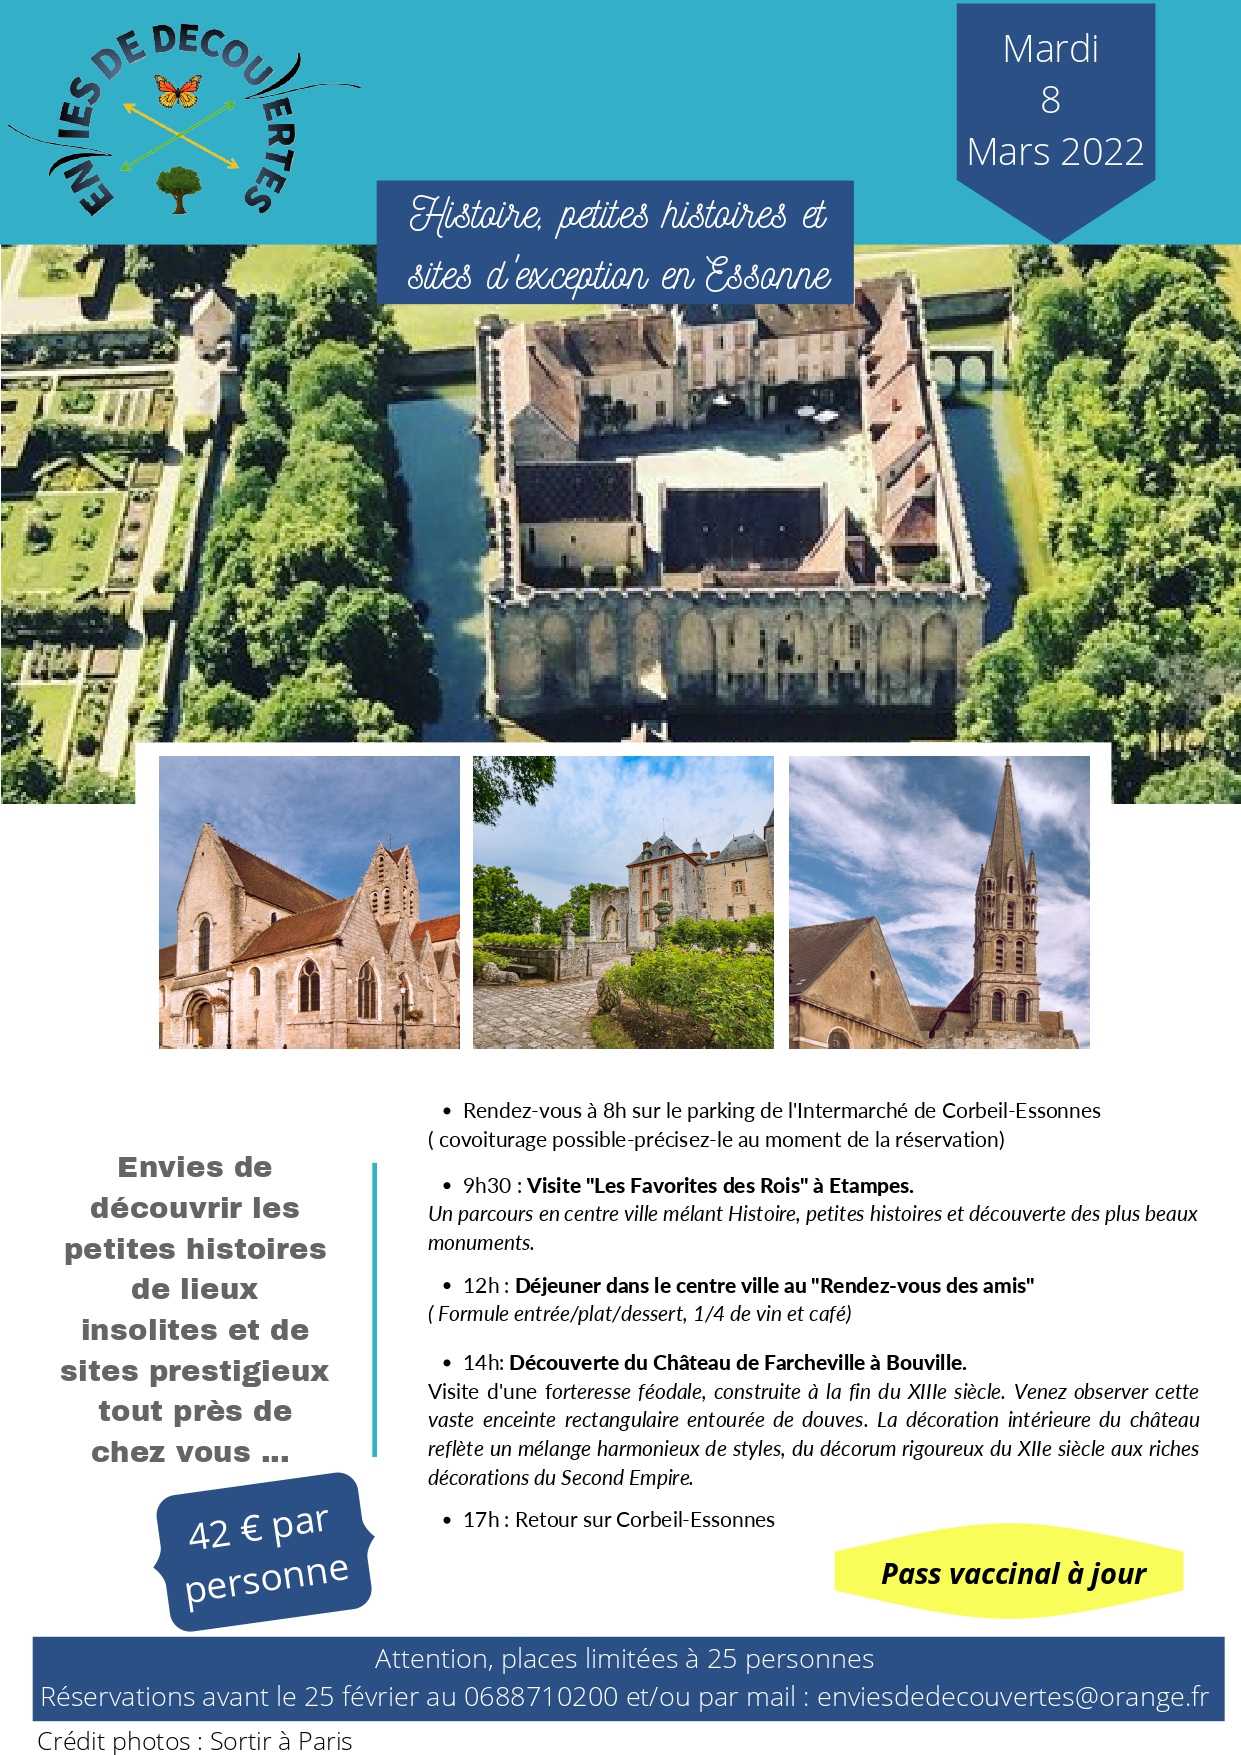 ENVIES DE DECOUVERTES
Mardi
8
Mars 2022
Histoire, petites histoires et
sites d'exception en Essonne
Rendez-vous à 8h sur le parking de l'Intermarché de Corbeil-Essonnes
( covoiturage possible-précisez-le au moment de la réservation)
9h30 : Visite "Les Favorites des Rois" à Etampes.
Un parcours en centre ville mélant Histoire, petites histoires et découverte des plus beaux
monuments.
12h : Déjeuner dans le centre ville au "Rendez-vous des amis"
( Formule entrée/plat/dessert, 1/4 de vin et café)
14h: Découverte du Château de Farcheville à Bouville.
Visite d'une forteresse féodale, construite à la fin du XIIIe siècle. Venez observer cette
vaste enceinte rectangulaire entourée de douves. La décoration intérieure du château
reflète un mélange harmonieux de styles, du décorum rigoureux du XIIe siècle aux riches
décorations du Second Empire.
17h : Retour sur Corbeil-Essonnes
Envies de
découvrir les
petites histoires
de lieux
insolites et de
sites prestigieux
tout près de
chez vous ...
42 € par
personne
Pass vaccinal à jour
Attention, places limitées à 25 personnes
Réservations avant le 25 février au 0688710200 et/ou par mail : enviesdedecouvertes@orange.fr
Crédit photos : Sortir à Paris